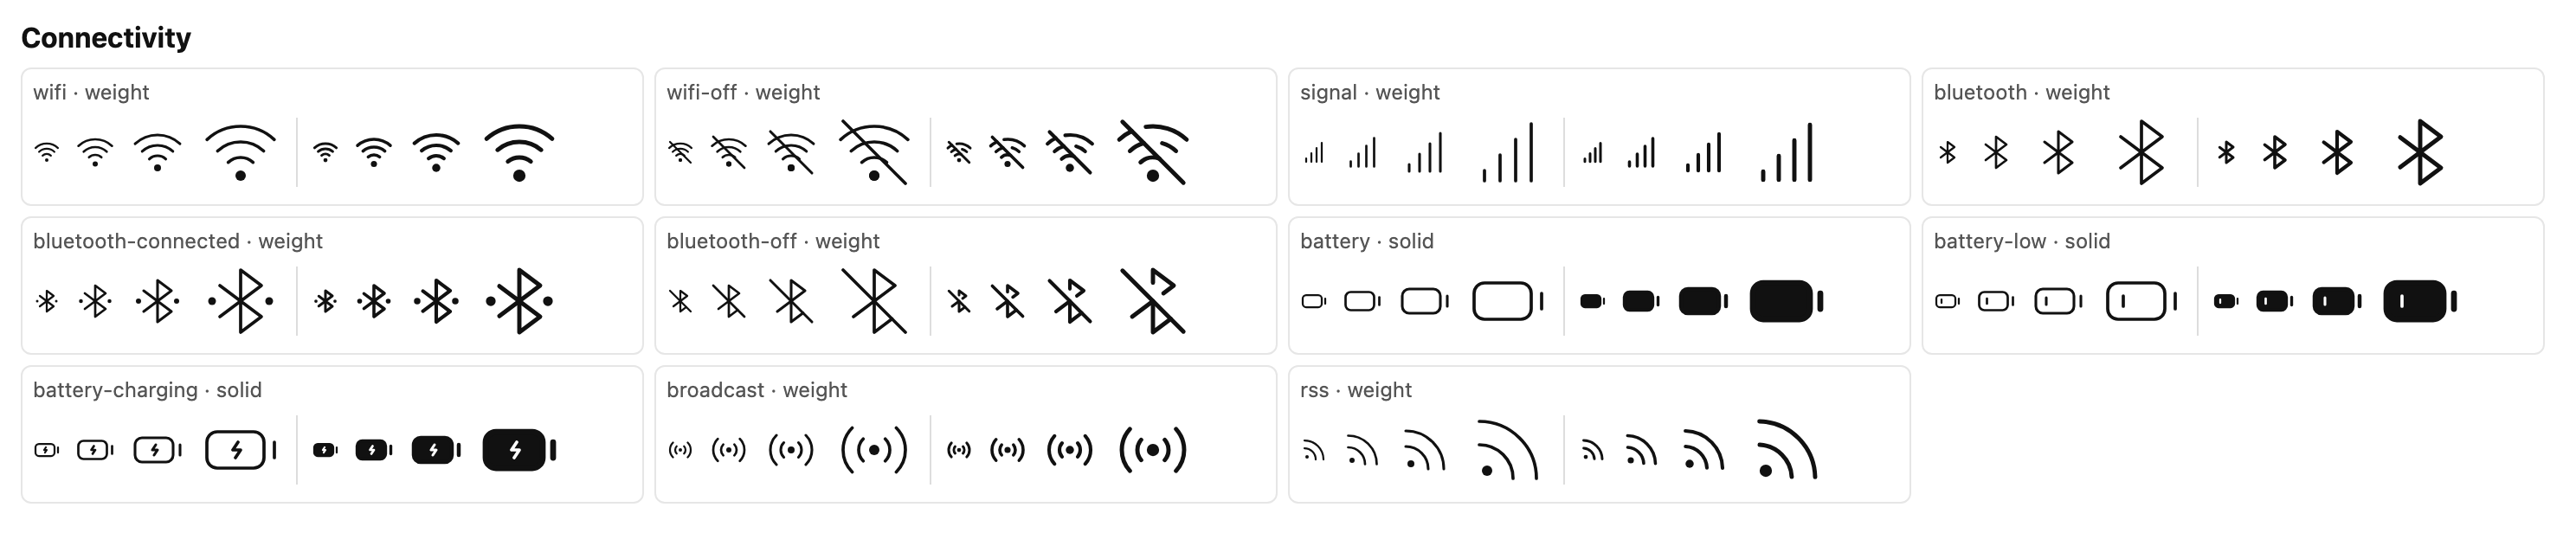 Connectivity
wifi · weight
wifi-off · weight
signal · weight
bluetooth · weight
bluetooth-connected · weight
bluetooth-off · weight
battery · solid
battery-low · solid
battery-charging · solid
broadcast · weight
rss · weight